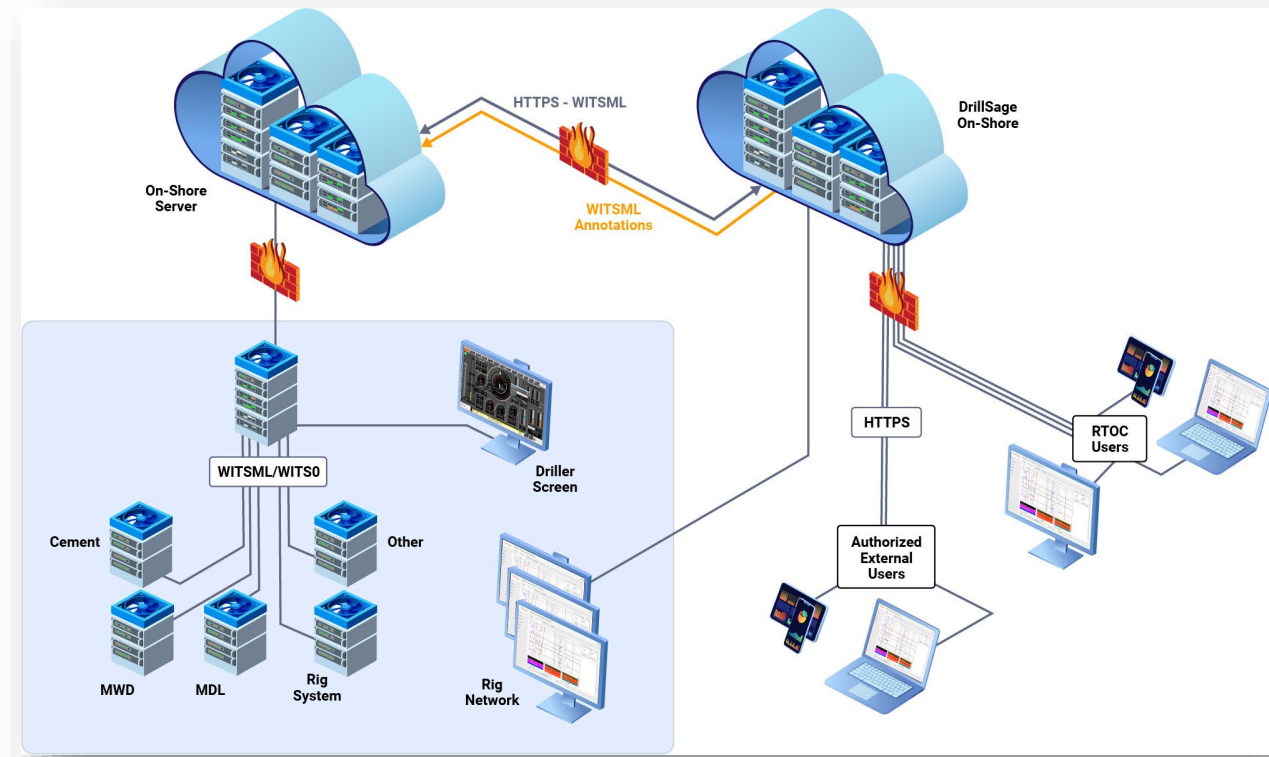 HTTPS - WITSML
DrillSage
On-Shore
On-Shore
Server
WITSML
Annotations
HTTPS
RTOC
Users
WITSML/WITS0
Driller
Screen
Cement
Other
Authorized
External
Users
MWD
MDL
Rig
System
Rig
Network